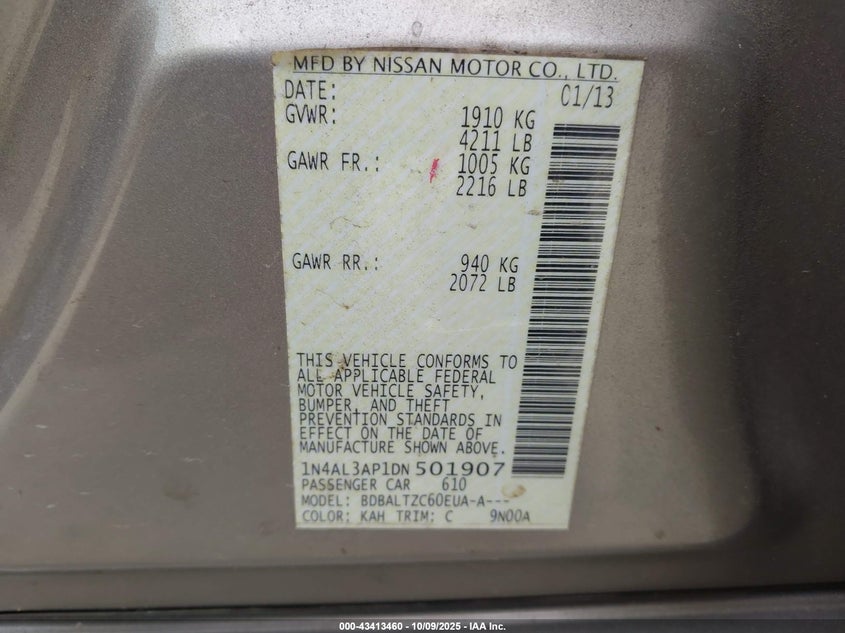 MFD BY NISSAN MOTOR CO., LTD.
DATE: 01/13
GVWR: 1910 KG
4211 LB
GAWR FR.: 1005 KG
2216 LB
GAWR RR.: 940 KG
2072 LB
THIS VEHICLE CONFORMS TO
ALL APPLICABLE FEDERAL
MOTOR VEHICLE SAFETY,
BUMPER, AND THEFT
PREVENTION STANDARDS IN
EFFECT ON THE DATE OF
MANUFACTURE SHOWN ABOVE.
1N4AL3AP1DN501907
PASSENGER CAR 610
MODEL: BDBALTZC60EUA-A---
COLOR: KAH TRIM: C 9N00A
000-43413460 - 10/09/2025 - IAA Inc.